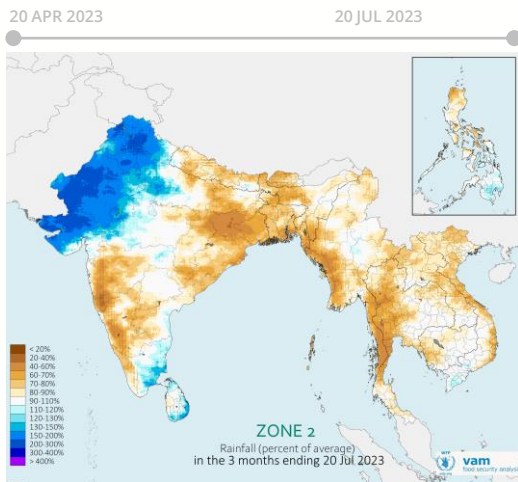 20 APR 2023 20 JUL 2023
< 20%
20-40%
40-60%
60-70%
70-80%
80-90%
90-110%
110-120%
120-130%
130-150%
150-200%
200-300%
300-400%
> 400%
ZONE 2
Rainfall (percent of average)
in the 3 months ending 20 Jul 2023
WFP
vam
food security analysis